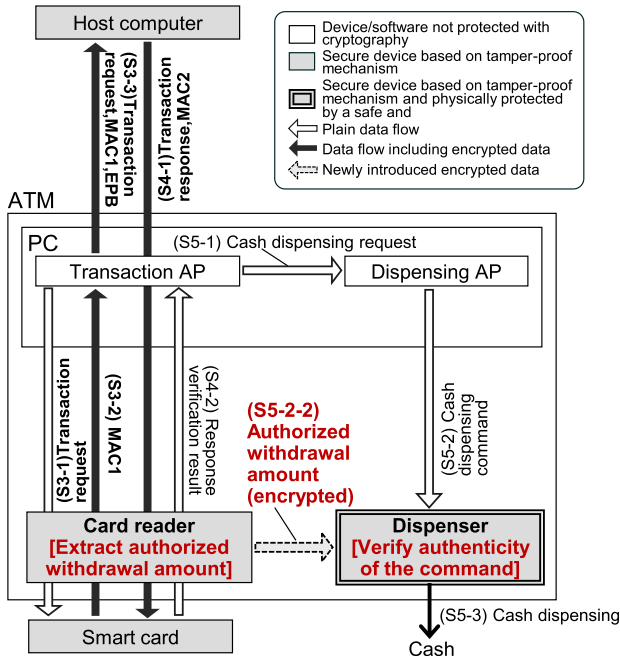 Host computer
Device/software not protected with
cryptography
Secure device based on tamper-proof
mechanism
Secure device based on tamper-proof
mechanism and physically protected
by a safe and
Plain data flow
Data flow including encrypted data
Newly introduced encrypted data
(S3-3)Transaction
request,MAC1,EPB
(S4-1)Transaction
response,MAC2
ATM
PC
(S5-1) Cash dispensing request
Transaction AP
Dispensing AP
(S3-1)Transaction
request
(S3-2) MAC1
(S4-2) Response
verification result
(S5-2-2)
Authorized
withdrawal
amount
(encrypted)
(S5-2) Cash
dispensing
command
Card reader
[Extract authorized
withdrawal amount]
Dispenser
[Verify authenticity
of the command]
(S5-3) Cash dispensing
Smart card
Cash